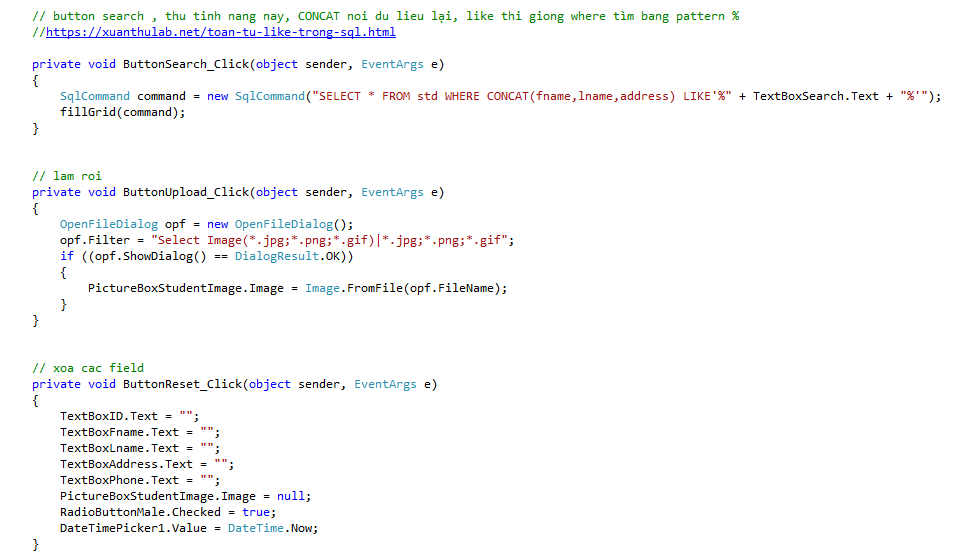 // button search , thu tinh nang nay, CONCAT noi du lieu lại, like thi giong where tìm bang pattern %
//https://xuanthulab.net/toan-tu-like-trong-sql.html
private void ButtonSearch_Click(object sender, EventArgs e)
{
SqlCommand command = new SqlCommand("SELECT * FROM std WHERE CONCAT(fname,lname,address) LIKE'%" + TextBoxSearch.Text + "%'");
fillGrid(command);
}
// lam roi
private void ButtonUpload_Click(object sender, EventArgs e)
{
OpenFileDialog opf = new OpenFileDialog();
opf.Filter = "Select Image(*.jpg;*.png;*.gif)|*.jpg;*.png;*.gif";
if ((opf.ShowDialog() == DialogResult.OK))
{
PictureBoxStudentImage.Image = Image.FromFile(opf.FileName);
}
}
// xoa cac field
private void ButtonReset_Click(object sender, EventArgs e)
{
TextBoxID.Text = "";
TextBoxFname.Text = "";
TextBoxLname.Text = "";
TextBoxAddress.Text = "";
TextBoxPhone.Text = "";
PictureBoxStudentImage.Image = null;
RadioButtonMale.Checked = true;
DateTimePicker1.Value = DateTime.Now;
}